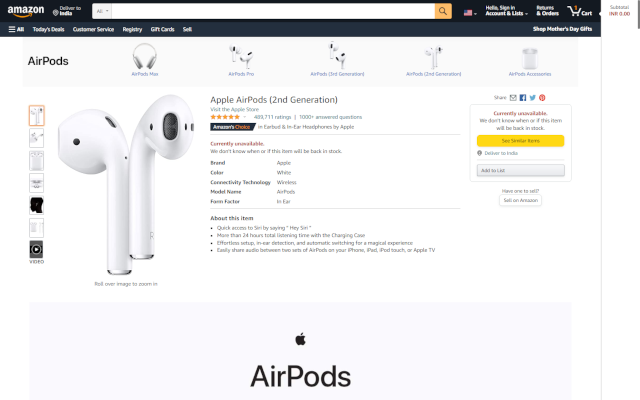 amazon
Deliver to
India
All
Hello, Sign in
Account & Lists
Returns
& Orders
1
Cart
Subtotal
INR 0.00
All
Today's Deals
Customer Service
Registry
Gift Cards
Sell
Shop Mother's Day Gifts
AirPods
AirPods Max
AirPods Pro
AirPods (3rd Generation)
AirPods (2nd Generation)
AirPods Accessories
Apple AirPods (2nd Generation)
Visit the Apple Store
489,711 ratings | 1000+ answered questions
Amazon's Choice in Earbud & In-Ear Headphones by Apple
Currently unavailable.
We don't know when or if this item will be back in stock.
Brand Apple
Color White
Connectivity Technology Wireless
Model Name AirPods
Form Factor In Ear
About this item
Quick access to Siri by saying " Hey Siri "
More than 24 hours total listening time with the Charging Case
Effortless setup, in-ear detection, and automatic switching for a magical experience
Easily share audio between two sets of AirPods on your iPhone, iPad, iPod touch, or Apple TV
VIDEO
Roll over image to zoom in
Share
Currently unavailable.
We don't know when or if this item
will be back in stock.
See Similar Items
Deliver to India
Add to List
Have one to sell?
Sell on Amazon
AirPods